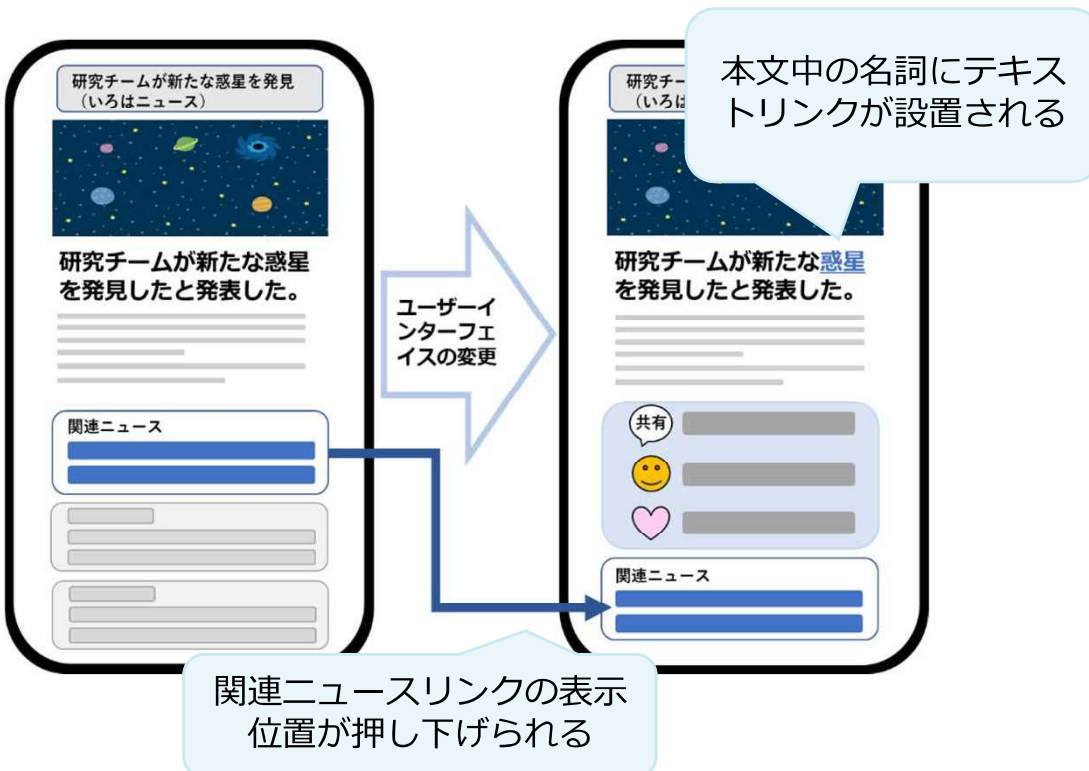 研究チームが新たな惑星を発見
（いろはニュース）
研究チームが新たな惑星
を発見したと発表した。
関連ニュース
ユーザーイ
ンターフェ
イスの変更
研究チー
（いろは
本文中の名詞にテキス
トリンクが設置される
研究チームが新たな惑星
を発見したと発表した。
共有
関連ニュース
関連ニュースリンクの表示
位置が押し下げられる